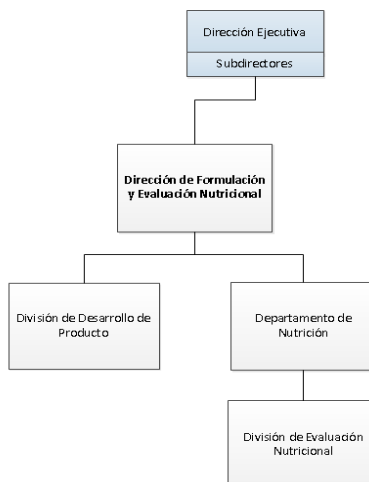 Dirección Ejecutiva
Subdirectores
Dirección de Formulación
y Evaluación Nutricional
División de Desarrollo de
Producto
Departamento de
Nutrición
División de Evaluación
Nutricional